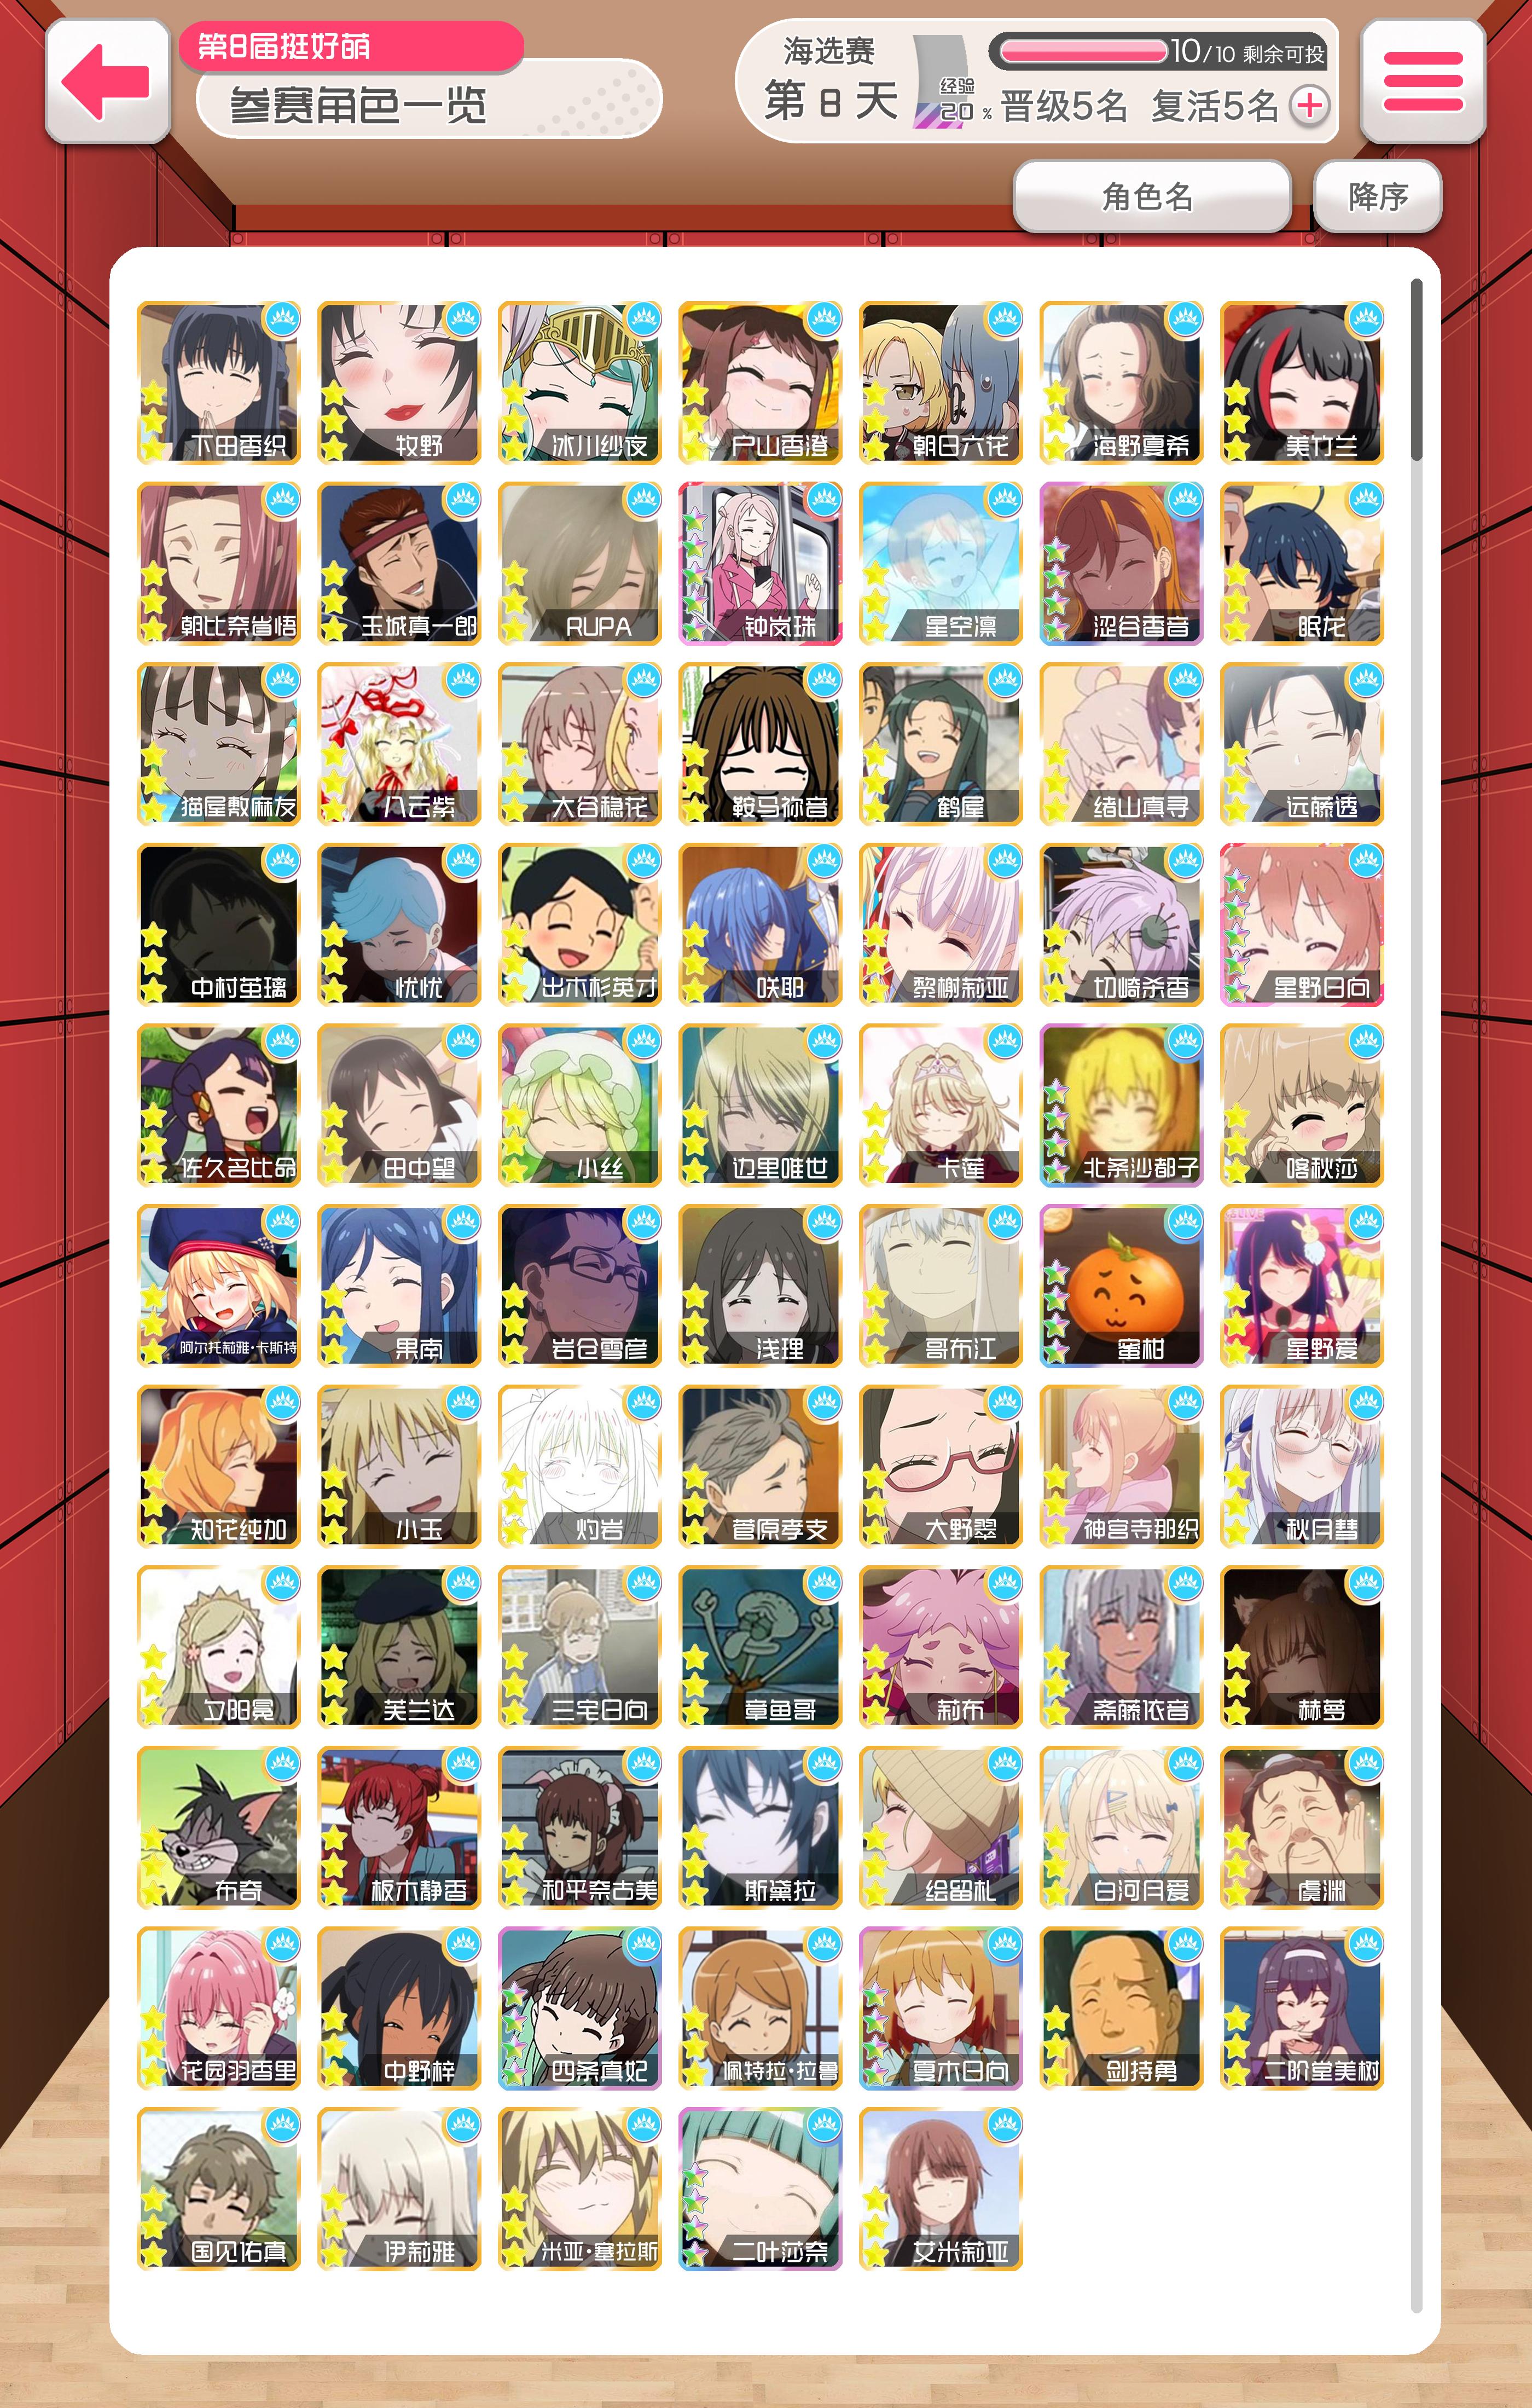 第8届挺好萌
参赛角色一览
海选赛
第 8 天
经验
20 %
10/10 剩余可投
晋级5名 复活5名
角色名
降序
下田香织
牧野
冰川纱夜
户山香澄
朝日六花
海野夏希
美竹兰
朝比奈省悟
王城真一郎
RUPA
钟岚珠
星空凛
涩谷香音
眠龙
猫屋敷麻友
八云紫
大谷稳花
鞍马祢音
鹤屋
绪山真寻
远藤透
中村茧璃
忧忧
出木杉英才
咲耶
黎榭莉亚
切崎杀香
星野日向
佐久名比命
田中望
小丝
边里唯世
卡莲
北条沙都子
喀秋莎
阿尔托莉雅·卡斯特
果南
岩仓雪彦
浅理
哥布江
蜜柑
星野爱
知花纯加
小玉
灼岩
菅原孝支
大野翠
神宫寺那织
秋月彗
夕阳晃
芙兰达
三宅日向
章鱼哥
莉布
斋藤依音
赫萝
布奇
板木静香
和平奈古美
斯黛拉
绘留札
白河月爱
虞渊
花园羽香里
中野梓
四条真妃
佩特拉·拉鲁
夏木日向
剑持勇
二阶堂美树
国见佑真
伊莉雅
米亚·塞拉斯
二叶莎奈
艾米莉亚